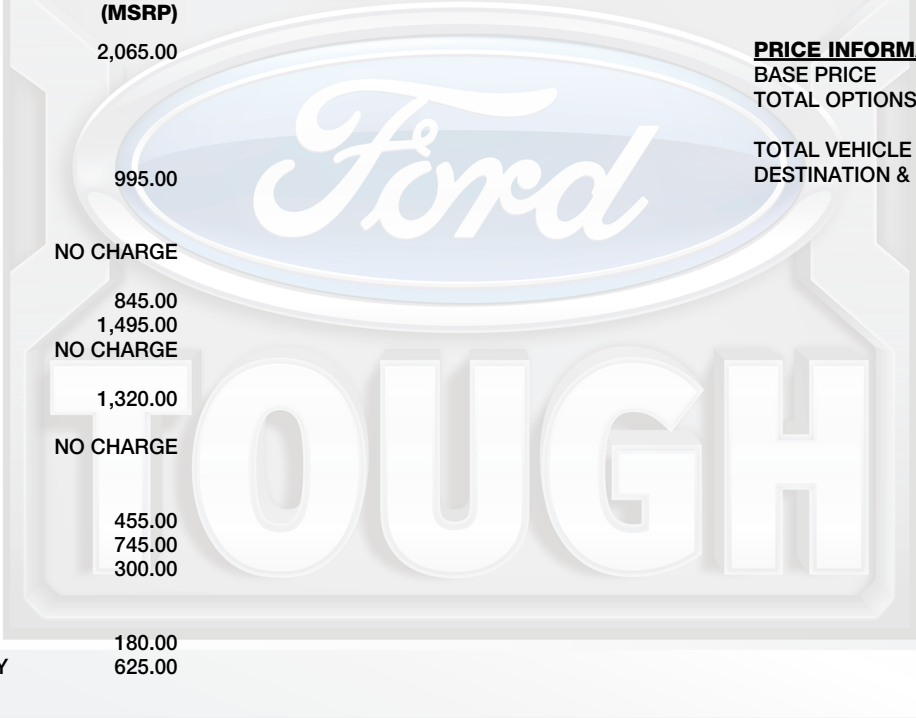 (MSRP)
2,065.00
995.00
NO CHARGE
845.00
1,495.00
NO CHARGE
1,320.00
NO CHARGE
455.00
745.00
300.00
180.00
Y 625.00
PRICE INFORM
BASE PRICE
TOTAL OPTIONS
TOTAL VEHICLE
DESTINATION &
Ford
TOUGH